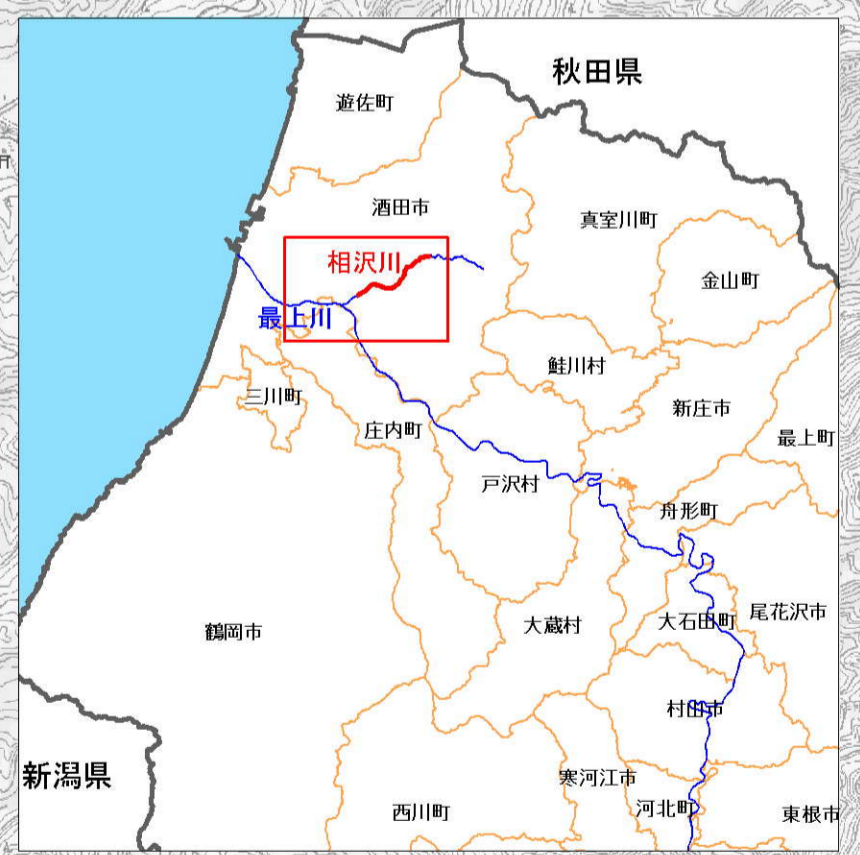 秋田県
遊佐町
酒田市
真室川町
相沢川
金山町
最上川
鮭川村
三川町
新庄市
庄内町
最上町
戸沢村
舟形町
尾花沢市
大蔵村
大石田町
鶴岡市
村山市
新潟県
寒河江市
河北町
西川町
東根市